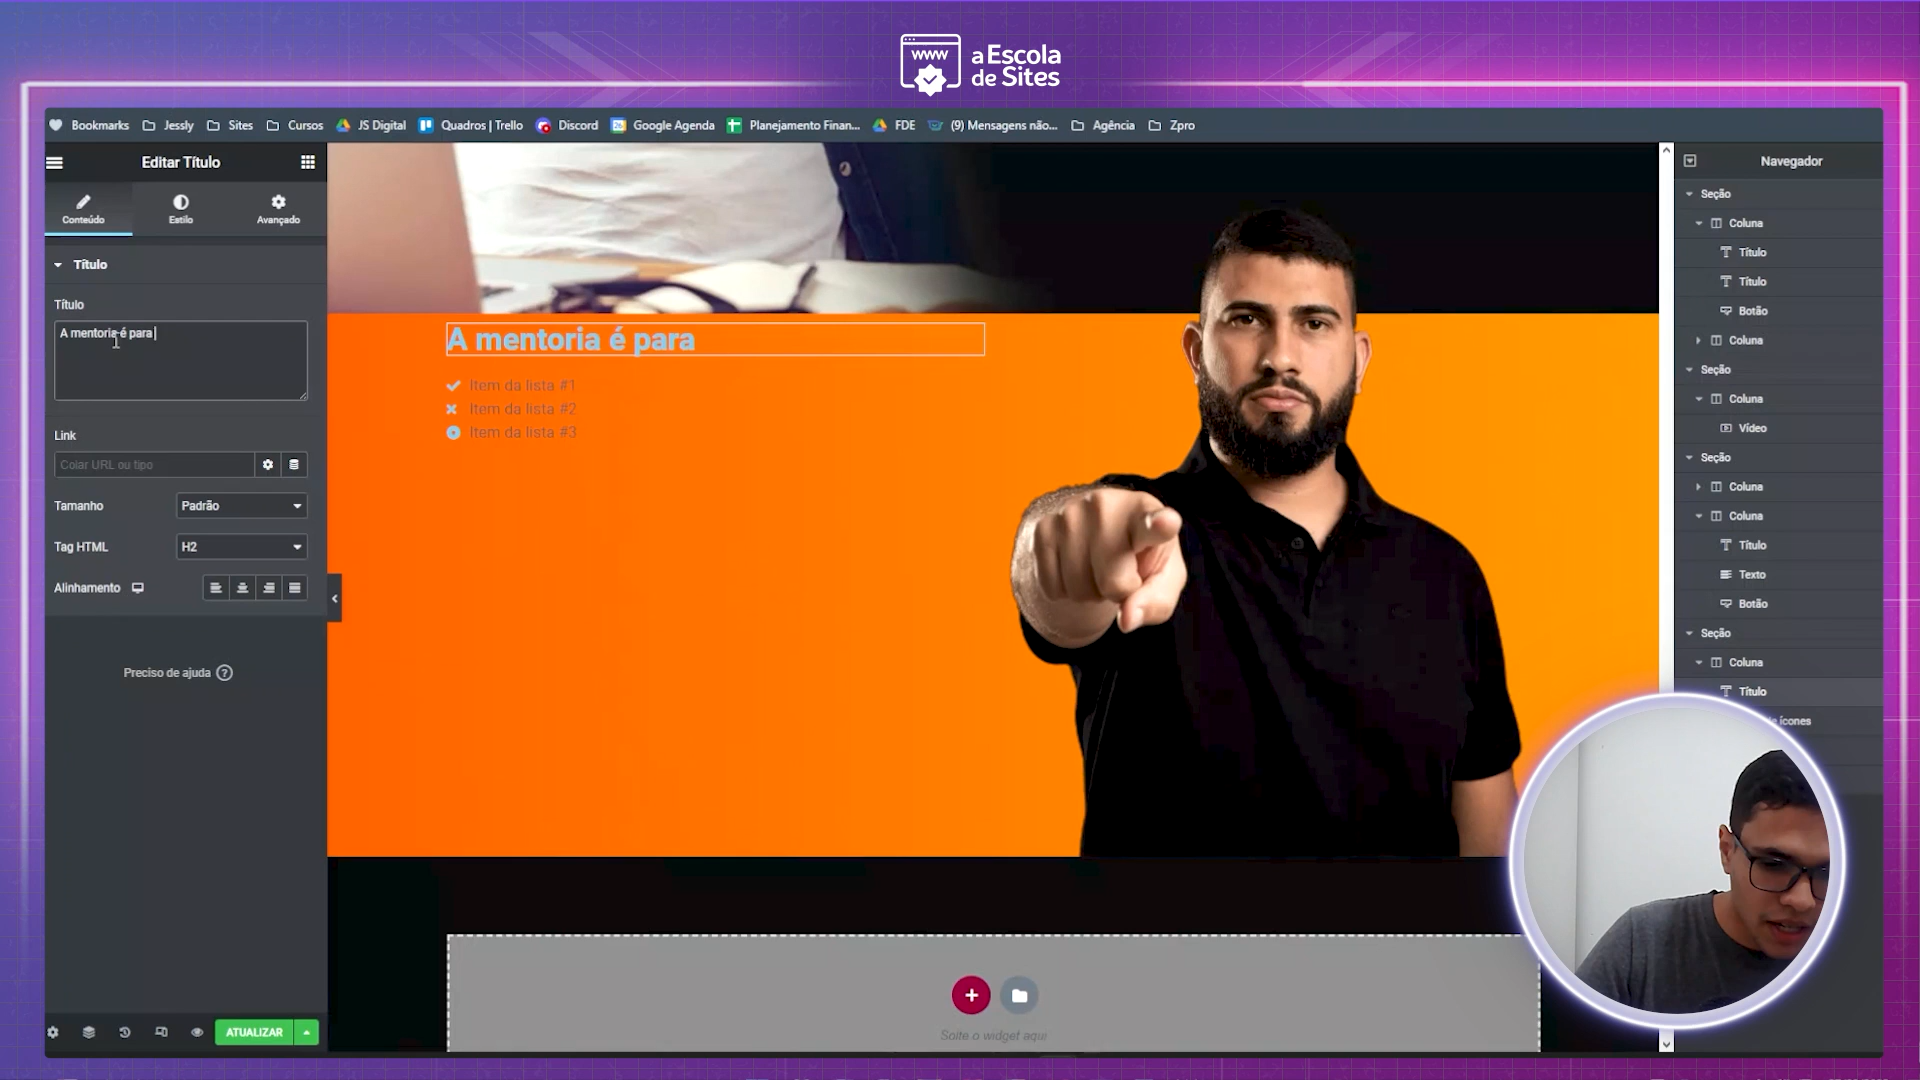 www
a Escola
de Sites
Bookmarks
Jessly
Sites
Cursos
JS Digital
Quadros | Trello
Discord
Google Agenda
Planejamento Finan...
FDE
(9) Mensagens não...
Agência
Zpro
Editar Título
Conteúdo
Estilo
Avançado
Título
Título
A mentoria é para
Link
Colar URL ou tipo
Tamanho
Padrão
Tag HTML
H2
Alinhamento
Preciso de ajuda ?
ATUALIZAR
A mentoria é para
Item da lista #1
Item da lista #2
Item da lista #3
Solte o widget aqui
Navegador
Seção
Coluna
Título
Título
Botão
Coluna
Seção
Coluna
Vídeo
Seção
Coluna
Coluna
Título
Texto
Botão
Seção
Coluna
Título
ícones